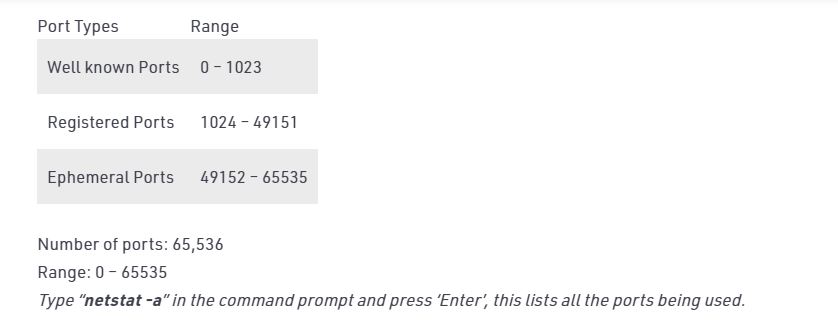 Port Types Range
Well known Ports 0 – 1023
Registered Ports 1024 – 49151
Ephemeral Ports 49152 – 65535
Number of ports: 65,536
Range: 0 – 65535
Type “netstat -a” in the command prompt and press ‘Enter’, this lists all the ports being used.